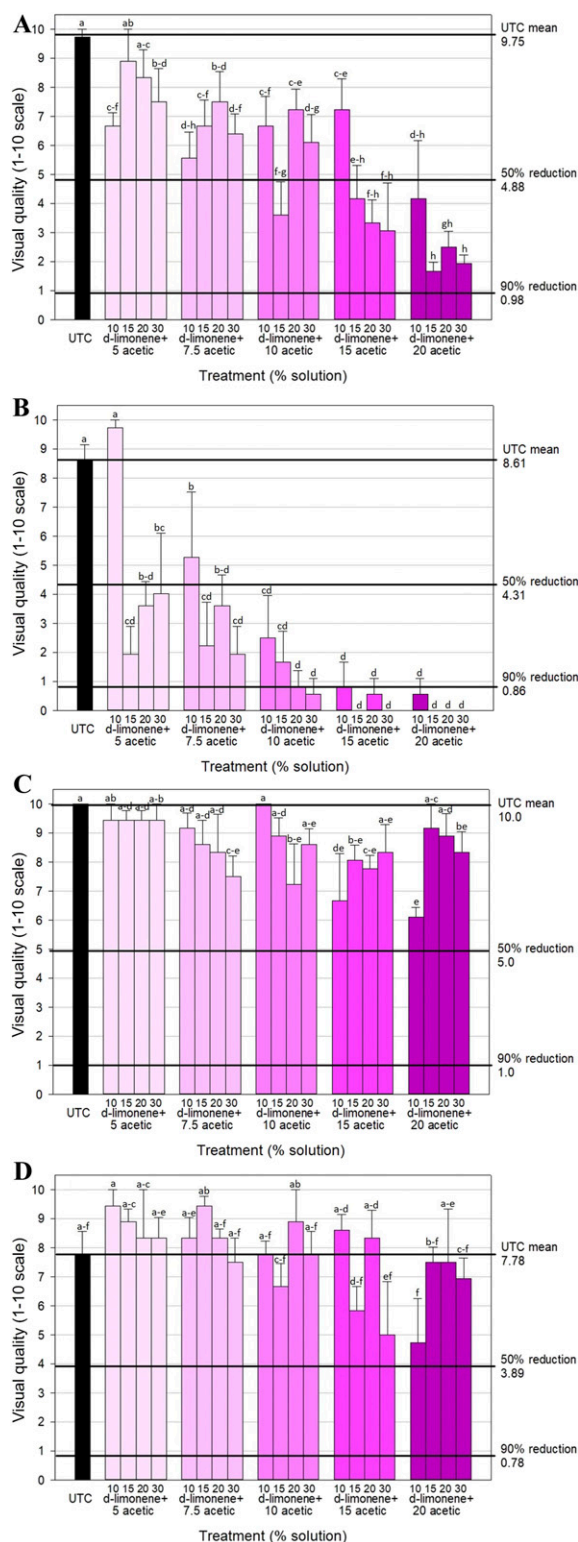 A
10
9
8
7
6
5
4
3
2
1
0
Visual quality (1-10 scale)
a
c-f
ab
a-c
b-d
d-h
c-f
c-d
d-f
c-f
f-g
c-e
d-g
c-e
e-h
f-h
f-h
d-h
h
gh
h
UTC mean
9.75
50% reduction
4.88
90% reduction
0.98
UTC
10 15 20 30 10 15 20 30 10 15 20 30 10 15 20 30 10 15 20 30
d-limonene+ d-limonene+ d-limonene+ d-limonene+ d-limonene+
5 acetic 7.5 acetic 10 acetic 15 acetic 20 acetic
Treatment (% solution)
B
10
9
8
7
6
5
4
3
2
1
0
Visual quality (1-10 scale)
a
a
cd
b-d
bc
b
cd
b-d
cd
cd
cd
d
d
d
d
d
d
d
d
d
d
UTC mean
8.61
50% reduction
4.31
90% reduction
0.86
UTC
10 15 20 30 10 15 20 30 10 15 20 30 10 15 20 30 10 15 20 30
d-limonene+ d-limonene+ d-limonene+ d-limonene+ d-limonene+
5 acetic 7.5 acetic 10 acetic 15 acetic 20 acetic
Treatment (% solution)
C
10
9
8
7
6
5
4
3
2
1
0
Visual quality (1-10 scale)
a
ab
a-d
a-d
a-b
a-d
a-d
a-d
c-e
a
a-d
b-e
a-e
de
b-e
c-e
a-e
e
a-c
a-d
be
UTC mean
10.0
50% reduction
5.0
90% reduction
1.0
UTC
10 15 20 30 10 15 20 30 10 15 20 30 10 15 20 30 10 15 20 30
d-limonene+ d-limonene+ d-limonene+ d-limonene+ d-limonene+
5 acetic 7.5 acetic 10 acetic 15 acetic 20 acetic
Treatment (% solution)
D
10
9
8
7
6
5
4
3
2
1
0
Visual quality (1-10 scale)
a-f
a
a-c
a-c
a-e
a-e
ab
a-f
a-f
a-f
c-f
ab
a-f
a-d
d-f
a-d
ef
f
b-f
a-e
c-f
UTC mean
7.78
50% reduction
3.89
90% reduction
0.78
UTC
10 15 20 30 10 15 20 30 10 15 20 30 10 15 20 30 10 15 20 30
d-limonene+ d-limonene+ d-limonene+ d-limonene+ d-limonene+
5 acetic 7.5 acetic 10 acetic 15 acetic 20 acetic
Treatment (% solution)